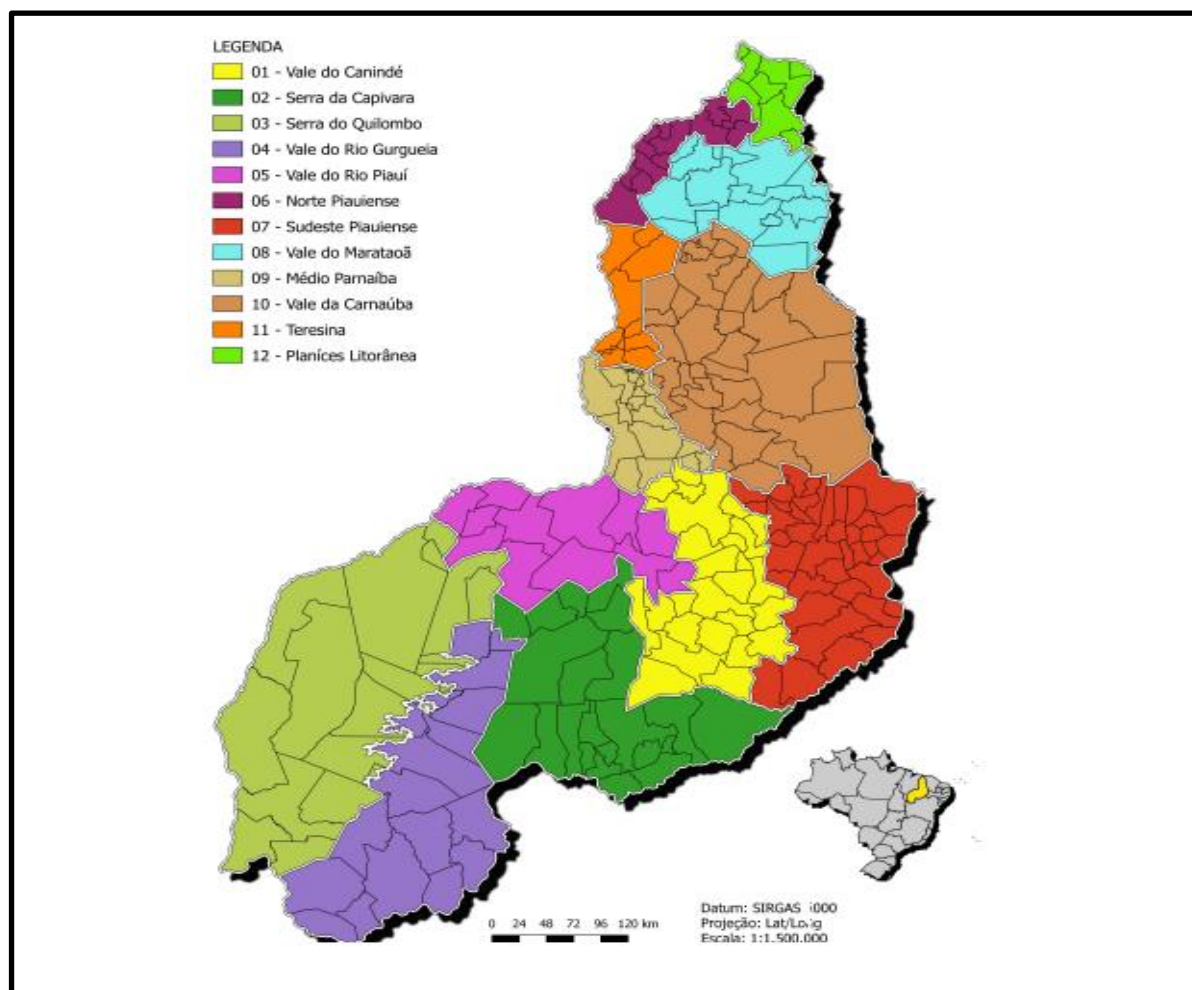 LEGENDA
01 - Vale do Canindé
02 - Serra da Capivara
03 - Serra do Quilombo
04 - Vale do Rio Gurgueia
05 - Vale do Rio Piauí
06 - Norte Piauiense
07 - Sudeste Piauiense
08 - Vale do Marataoã
09 - Médio Parnaíba
10 - Vale da Carnaúba
11 - Teresina
12 - Planíces Litorânea
0 24 48 72 96 120 km
Datum: SIRGAS
Projeção:
Escala: 1:1.500.000